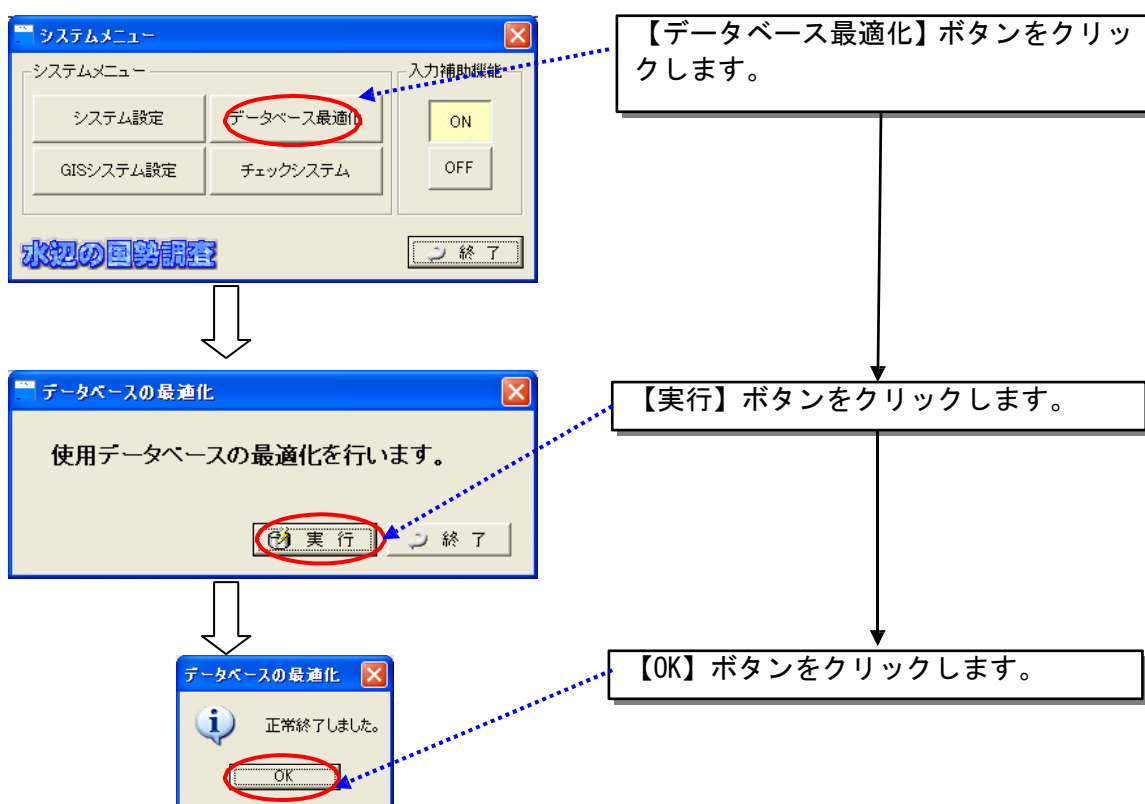 システムメニュー
システムメニュー
入力補助機能
システム設定
データベース最適化
ON
GISシステム設定
チェックシステム
OFF
水辺の国勢調査
終 了
【データベース最適化】ボタンをクリッ
クします。
データベースの最適化
使用データベースの最適化を行います。
実 行
終 了
【実行】ボタンをクリックします。
データベースの最適化
正常終了しました。
OK
【OK】ボタンをクリックします。